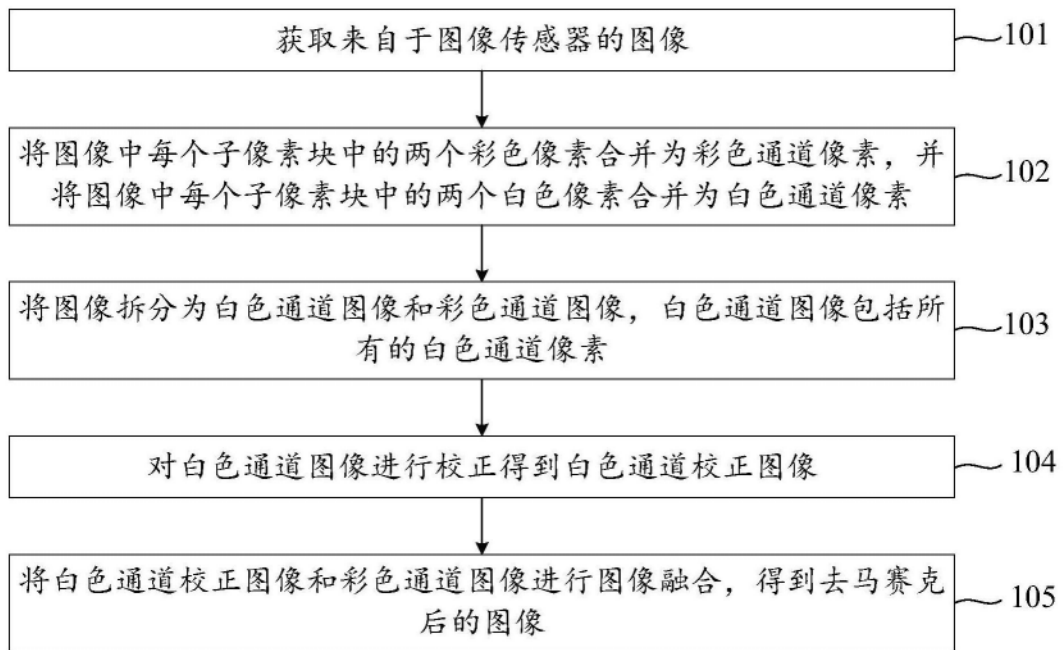 获取来自于图像传感器的图像
101
将图像中每个子像素块中的两个彩色像素合并为彩色通道像素，并
将图像中每个子像素块中的两个白色像素合并为白色通道像素
102
将图像拆分为白色通道图像和彩色通道图像，白色通道图像包括所
有的白色通道像素
103
对白色通道图像进行校正得到白色通道校正图像
104
将白色通道校正图像和彩色通道图像进行图像融合，得到去马赛克
后的图像
105